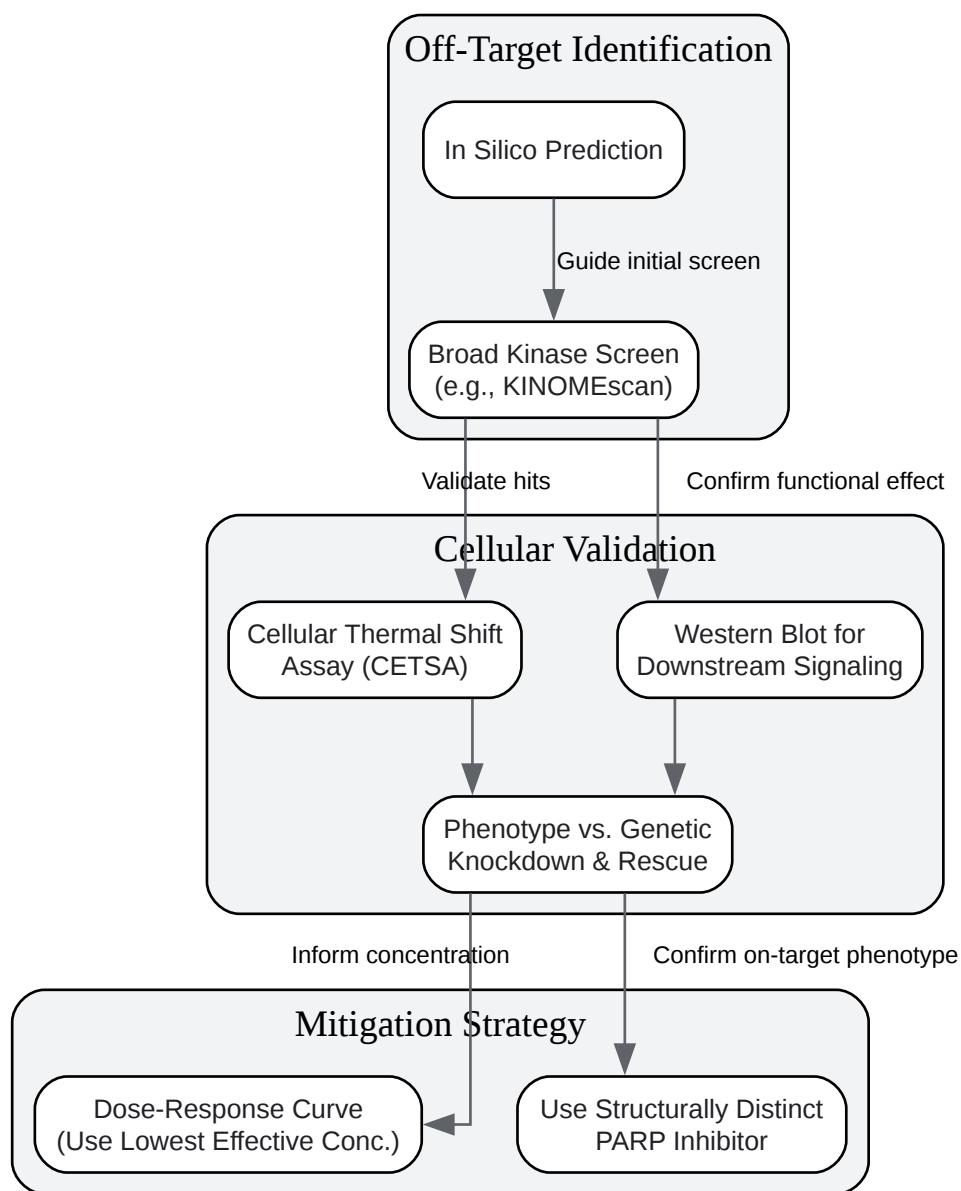 Off-Target Identification
In Silico Prediction
Guide initial screen
Broad Kinase Screen
(e.g., KINOMEscan)
Validate hits
Confirm functional effect
Cellular Validation
Cellular Thermal Shift
Assay (CETSA)
Western Blot for
Downstream Signaling
Phenotype vs. Genetic
Knockdown & Rescue
Inform concentration
Confirm on-target phenotype
Mitigation Strategy
Dose-Response Curve
(Use Lowest Effective Conc.)
Use Structurally Distinct
PARP Inhibitor